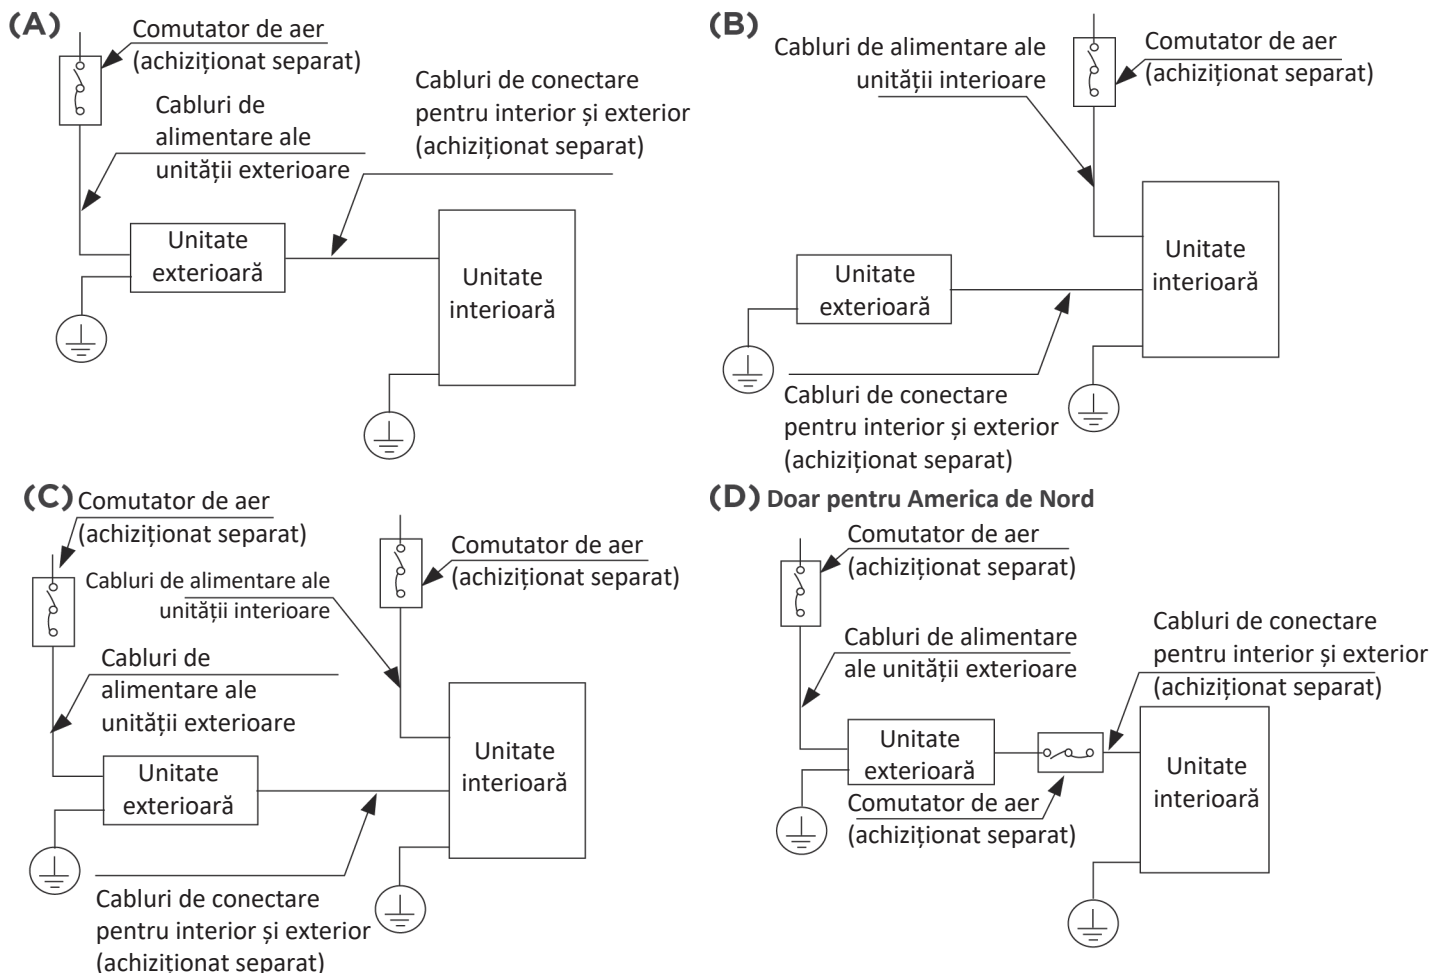 (A) Comutator de aer
(achiziționat separat)
Cabluri de
alimentare ale
unității exterioare
Cabluri de conectare
pentru interior și exterior
(achiziționat separat)
Unitate
exterioară
Unitate
interioară
(B)
Cabluri de alimentare ale
unității interioare
Comutator de aer
(achiziționat separat)
Unitate
interioară
Unitate
exterioară
Cabluri de conectare
pentru interior și exterior
(achiziționat separat)
(C) Comutator de aer
(achiziționat separat)
Cabluri de alimentare ale
unității interioare
Comutator de aer
(achiziționat separat)
Cabluri de
alimentare ale
unității exterioare
Unitate
exterioară
Unitate
interioară
Cabluri de conectare
pentru interior și exterior
(achiziționat separat)
(D) Doar pentru America de Nord
Comutator de aer
(achiziționat separat)
Cabluri de alimentare
ale unității exterioare
Cabluri de conectare
pentru interior și exterior
(achiziționat separat)
Unitate
exterioară
Comutator de aer
(achiziționat separat)
Unitate
interioară